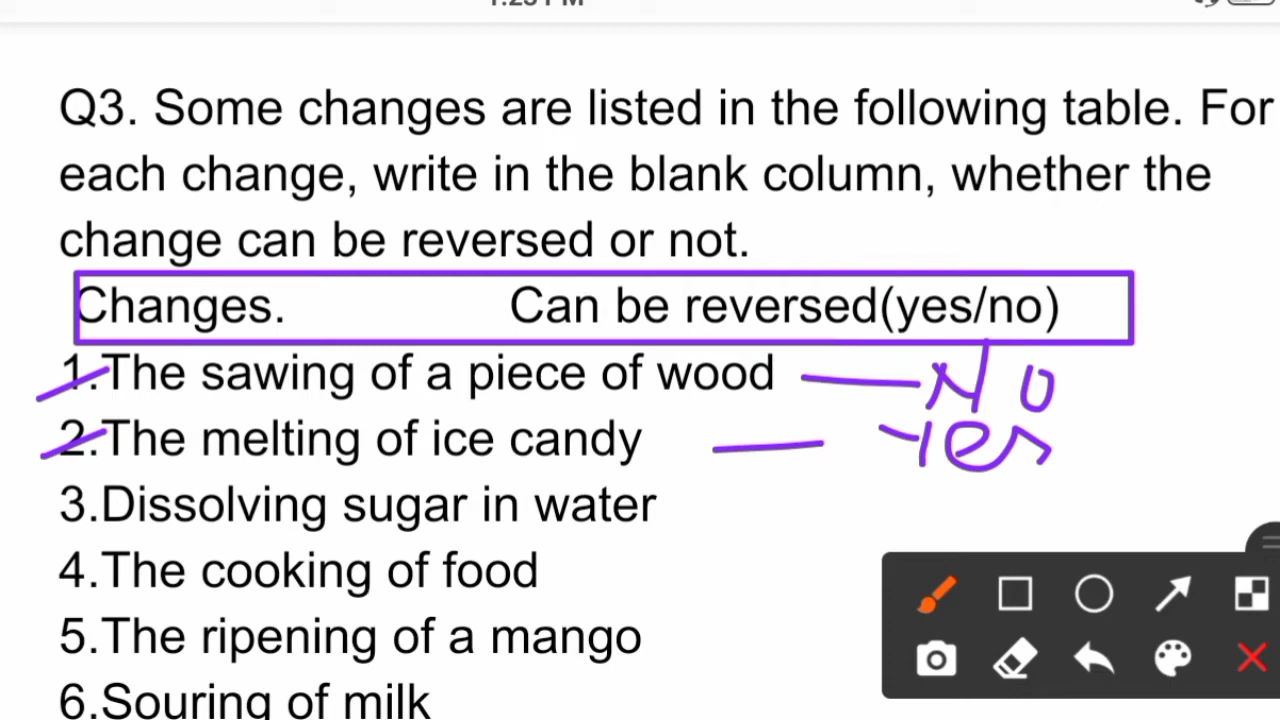 Q3. Some changes are listed in the following table. For
each change, write in the blank column, whether the
change can be reversed or not.
Changes. Can be reversed(yes/no)
1.The sawing of a piece of wood — No
2.The melting of ice candy — Yes
3.Dissolving sugar in water
4.The cooking of food
5.The ripening of a mango
6.Souring of milk